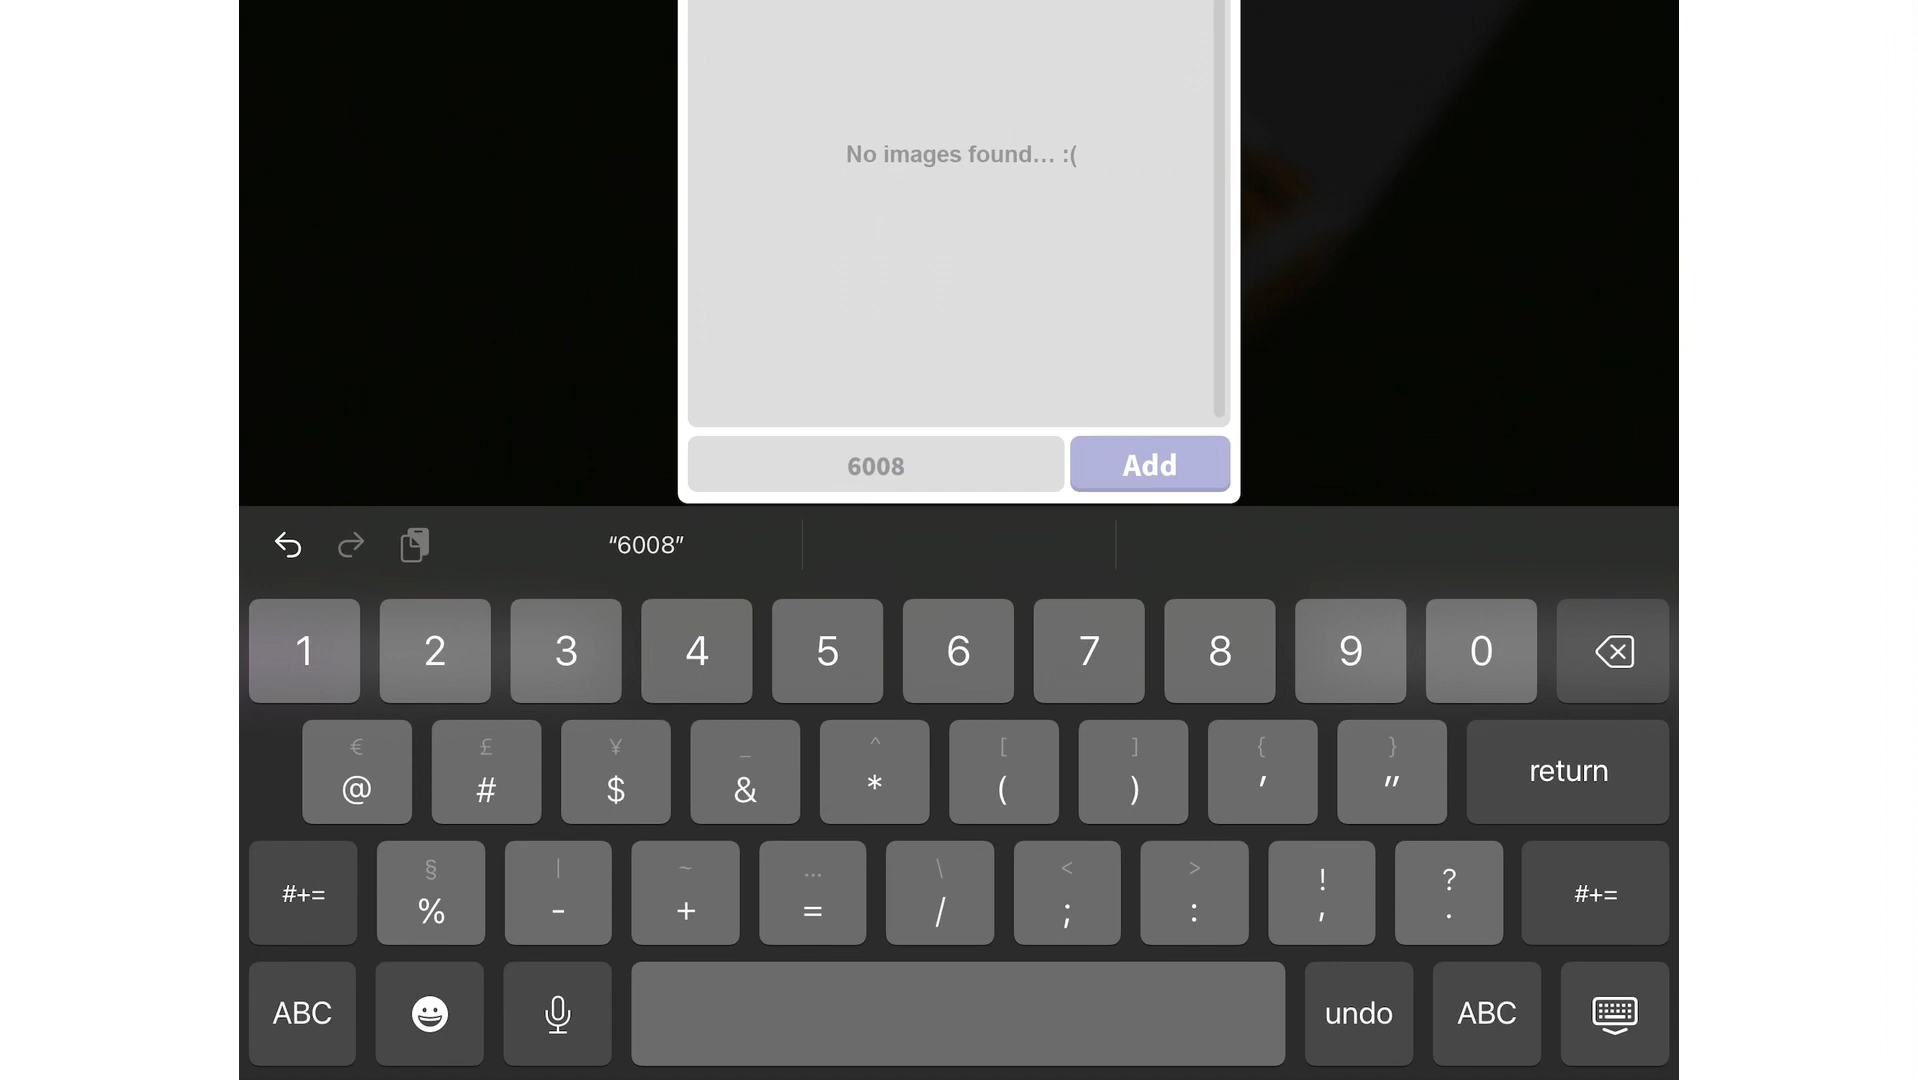 No images found... :(
6008 Add
“6008”
1 2 3 4 5 6 7 8 9 0
€ £ ¥ _ ^ [ ] { }
@ # $ & * ( ) ' " return
§ | ~ … \ < > ! ?
#+= % - + = / ; : , . #+=
ABC undo ABC